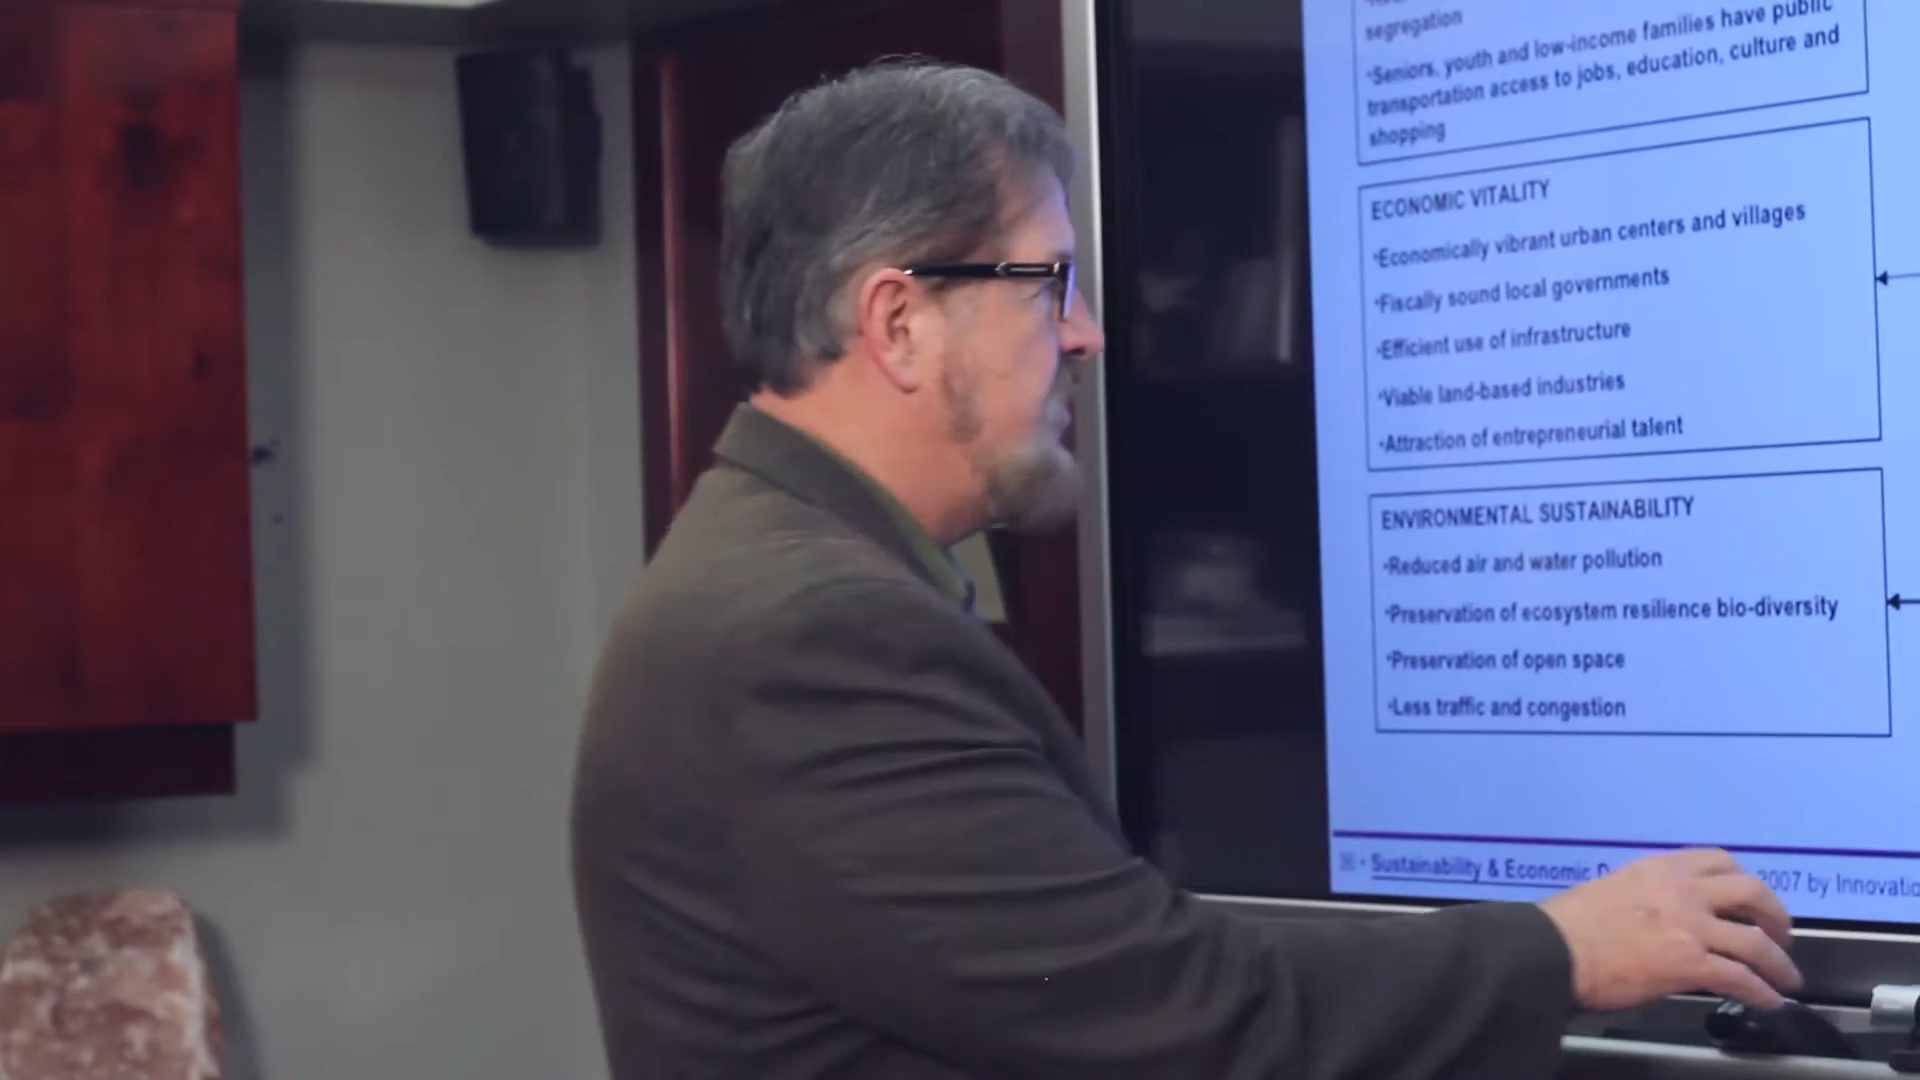 segregation
•Seniors, youth and low-income families have public
transportation access to jobs, education, culture and
shopping
ECONOMIC VITALITY
•Economically vibrant urban centers and villages
•Fiscally sound local governments
•Efficient use of infrastructure
•Viable land-based industries
•Attraction of entrepreneurial talent
ENVIRONMENTAL SUSTAINABILITY
•Reduced air and water pollution
•Preservation of ecosystem resilience bio-diversity
•Preservation of open space
•Less traffic and congestion
36 • Sustainability & Economic 2007 by